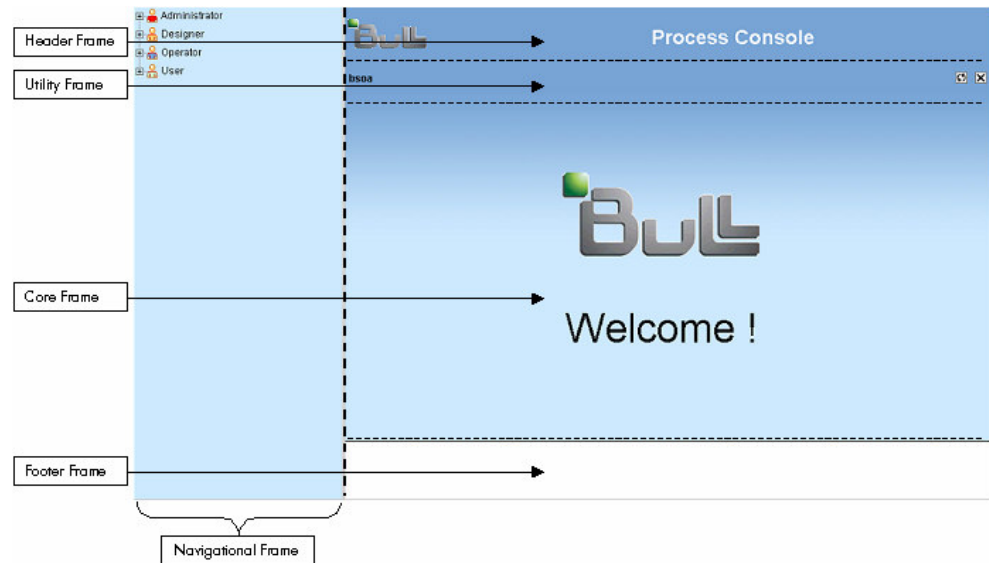 Header Frame
Utility Frame
Core Frame
Footer Frame
Administrator
Designer
Operator
User
Bull
Process Console
bsoa
Bull
Welcome !
Navigational Frame